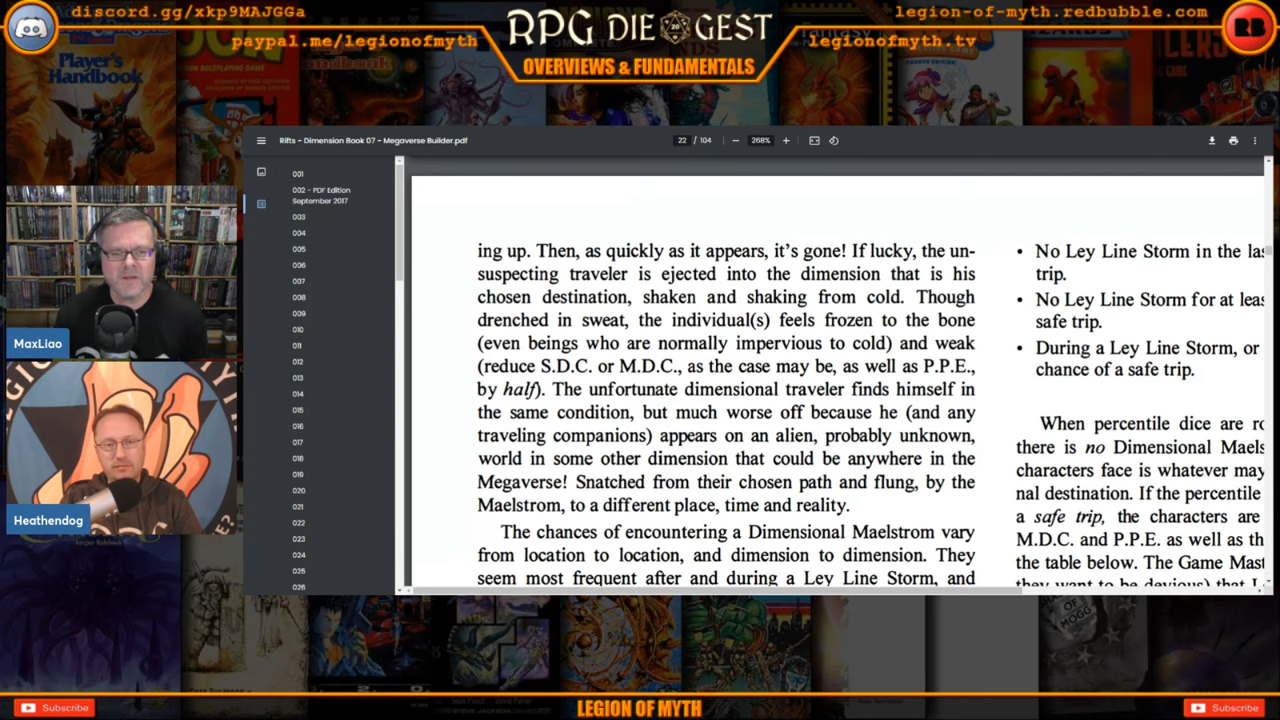 discord.gg/xkp9MAJGGa
paypal.me/legionofmyth
RPG DIE GEST
OVERVIEWS & FUNDAMENTALS
legion-of-myth.redbubble.com
legionofmyth.tv
RB
Player's
Handbook
Rifts - Dimension Book 07 - Megaverse Builder.pdf
22 / 104
268%
001
002 - PDF Edition
September 2017
003
004
005
006
007
008
009
010
011
012
013
014
015
016
017
018
019
020
021
022
023
024
025
026
ing up. Then, as quickly as it appears, it's gone! If lucky, the un-
suspecting traveler is ejected into the dimension that is his
chosen destination, shaken and shaking from cold. Though
drenched in sweat, the individual(s) feels frozen to the bone
(even beings who are normally impervious to cold) and weak
(reduce S.D.C. or M.D.C., as the case may be, as well as P.P.E.,
by half). The unfortunate dimensional traveler finds himself in
the same condition, but much worse off because he (and any
traveling companions) appears on an alien, probably unknown,
world in some other dimension that could be anywhere in the
Megaverse! Snatched from their chosen path and flung, by the
Maelstrom, to a different place, time and reality.
The chances of encountering a Dimensional Maelstrom vary
from location to location, and dimension to dimension. They
seem most frequent after and during a Ley Line Storm, and
• No Ley Line Storm in the las
trip.
• No Ley Line Storm for at leas
safe trip.
• During a Ley Line Storm, or
chance of a safe trip.
When percentile dice are ro
there is no Dimensional Maels
characters face is whatever may
nal destination. If the percentile
a safe trip, the characters are
M.D.C. and P.P.E. as well as th
the table below. The Game Mast
they want to be devious) that L
MaxLiao
Heathendog
Subscribe
LEGION OF MYTH
Subscribe